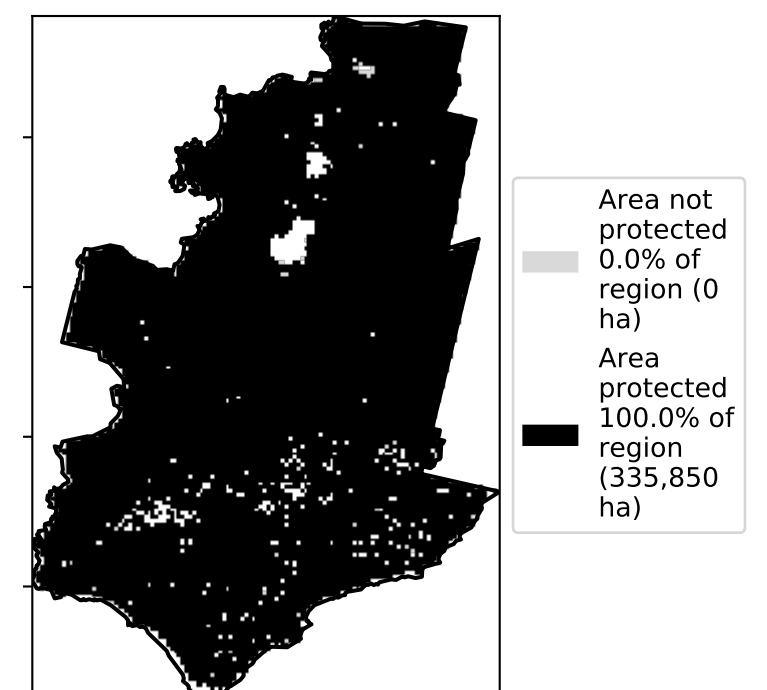 Area not
protected
0.0% of
region (0
ha)
Area
protected
100.0% of
region
(335,850
ha)